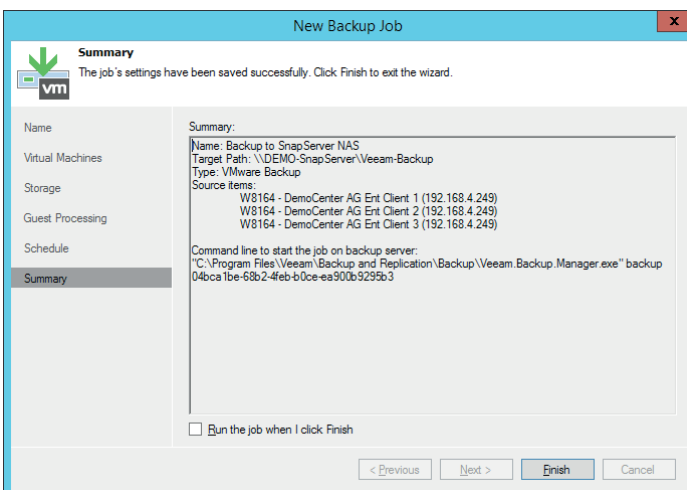 New Backup Job
x
Summary
The job's settings have been saved successfully. Click Finish to exit the wizard.
vm
Name
Virtual Machines
Storage
Guest Processing
Schedule
Summary
Summary:
Name: Backup to SnapServer NAS
Target Path: \\DEMO-SnapServer\Veeam-Backup
Type: VMware Backup
Source items:
W8164 - DemoCenter AG Ent Client 1 (192.168.4.249)
W8164 - DemoCenter AG Ent Client 2 (192.168.4.249)
W8164 - DemoCenter AG Ent Client 3 (192.168.4.249)
Command line to start the job on backup server:
"C:\Program Files\Veeam\Backup and Replication\Backup\Veeam.Backup.Manager.exe" backup
04bca1be-68b2-4feb-b0ce-ea900b9295b3
Run the job when I click Finish
< Previous
Next >
Finish
Cancel